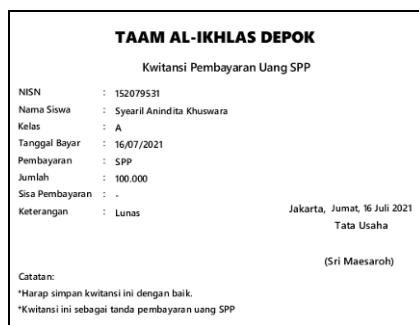 TAAM AL-IKHLAS DEPOK
Kwitansi Pembayaran Uang SPP
NISN : 152079531
Nama Siswa : Syearil Anindita Khuswara
Kelas : A
Tanggal Bayar : 16/07/2021
Pembayaran : SPP
Jumlah : 100.000
Sisa Pembayaran : -
Keterangan : Lunas
Jakarta, Jumat, 16 Juli 2021
Tata Usaha
(Sri Maesaroh)
Catatan:
*Harap simpan kwitansi ini dengan baik.
*Kwitansi ini sebagai tanda pembayaran uang SPP